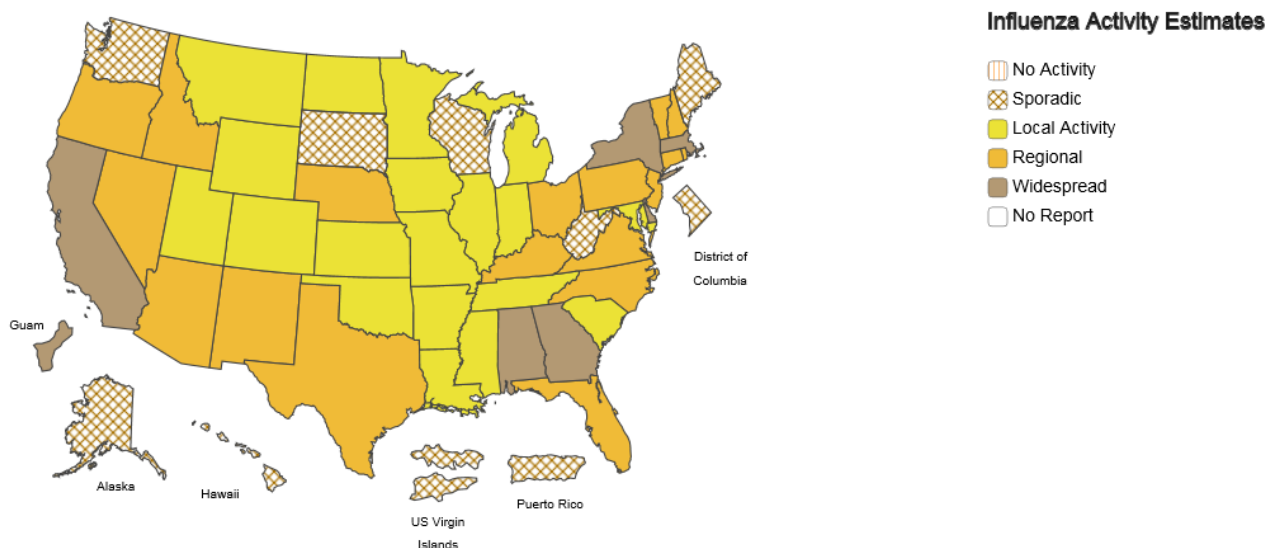 Influenza Activity Estimates
No Activity
Sporadic
Local Activity
Regional
Widespread
No Report
District of
Columbia
Guam
Alaska
Hawaii
US Virgin
Islands
Puerto Rico